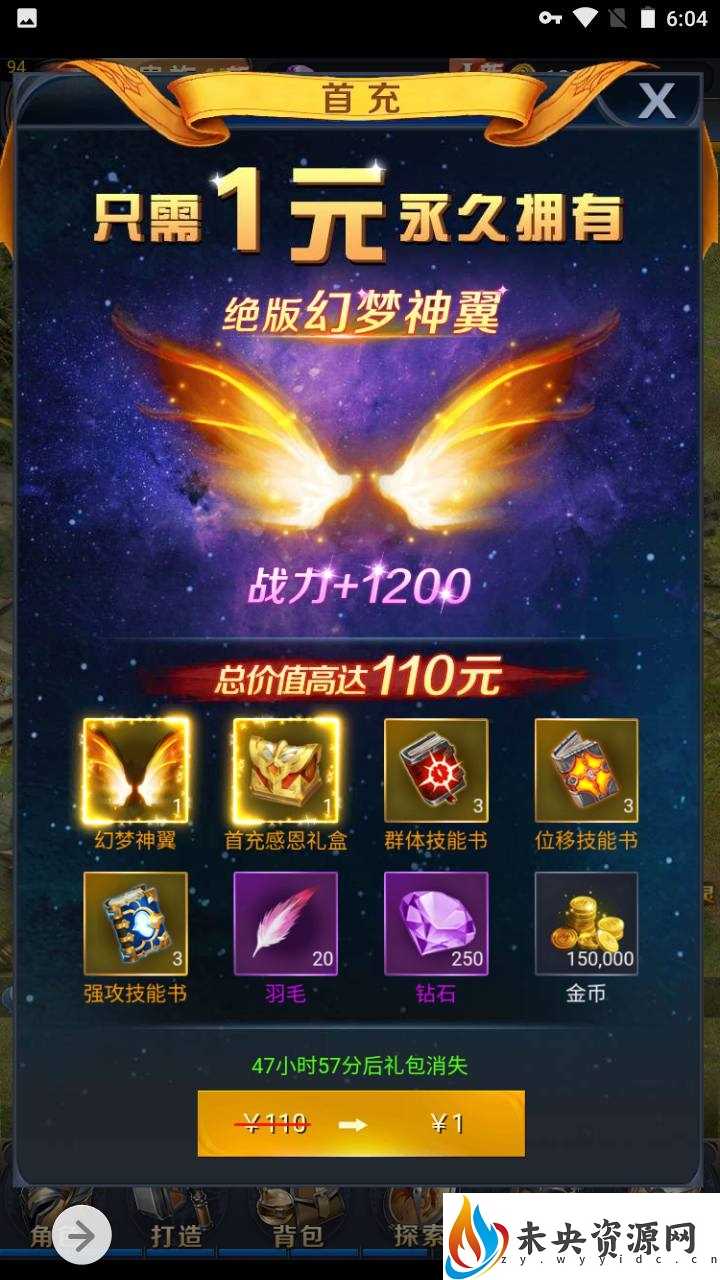 6:04
94
首充
X
只需1元永久拥有
绝版幻梦神翼
战力+1200
总价值高达110元
1 1 3 3
幻梦神翼 首充感恩礼盒 群体技能书 位移技能书
3 20 250 150,000
强攻技能书 羽毛 钻石 金币
47小时57分后礼包消失
¥110 ¥1
角色 打造 背包 探索
未央资源网
zy.wyyidc.cn